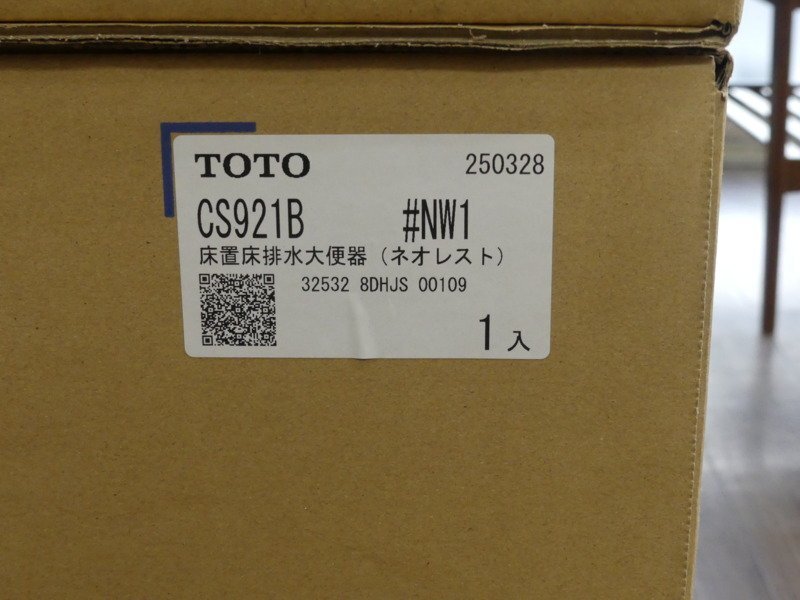 TOTO 250328
CS921B #NW1
床置床排水大便器（ネオレスト）
32532 8DHJS 00109
1入